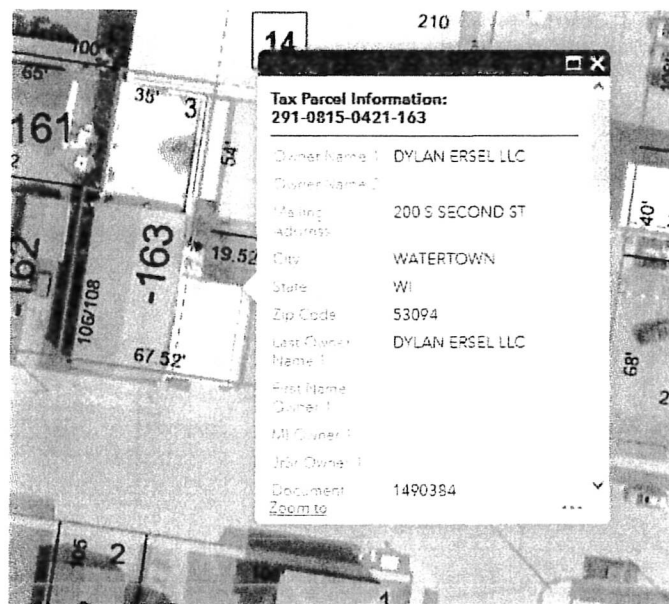 210
14
100'
65'
35'
3
54'
161
2
-162
-163
19.52
106/108
67.52'
40'
68'
2
105
2
1
Tax Parcel Information:
291-0815-0421-163
Owner Name 1 DYLAN ERSEL LLC
Owner Name 2
Mailing Address 200 S SECOND ST
City WATERTOWN
State WI
Zip Code 53094
Last Owner Name 1 DYLAN ERSEL LLC
First Name Owner 1
MI Owner 1
JrSr Owner 1
Document 1490384
Zoom to
...